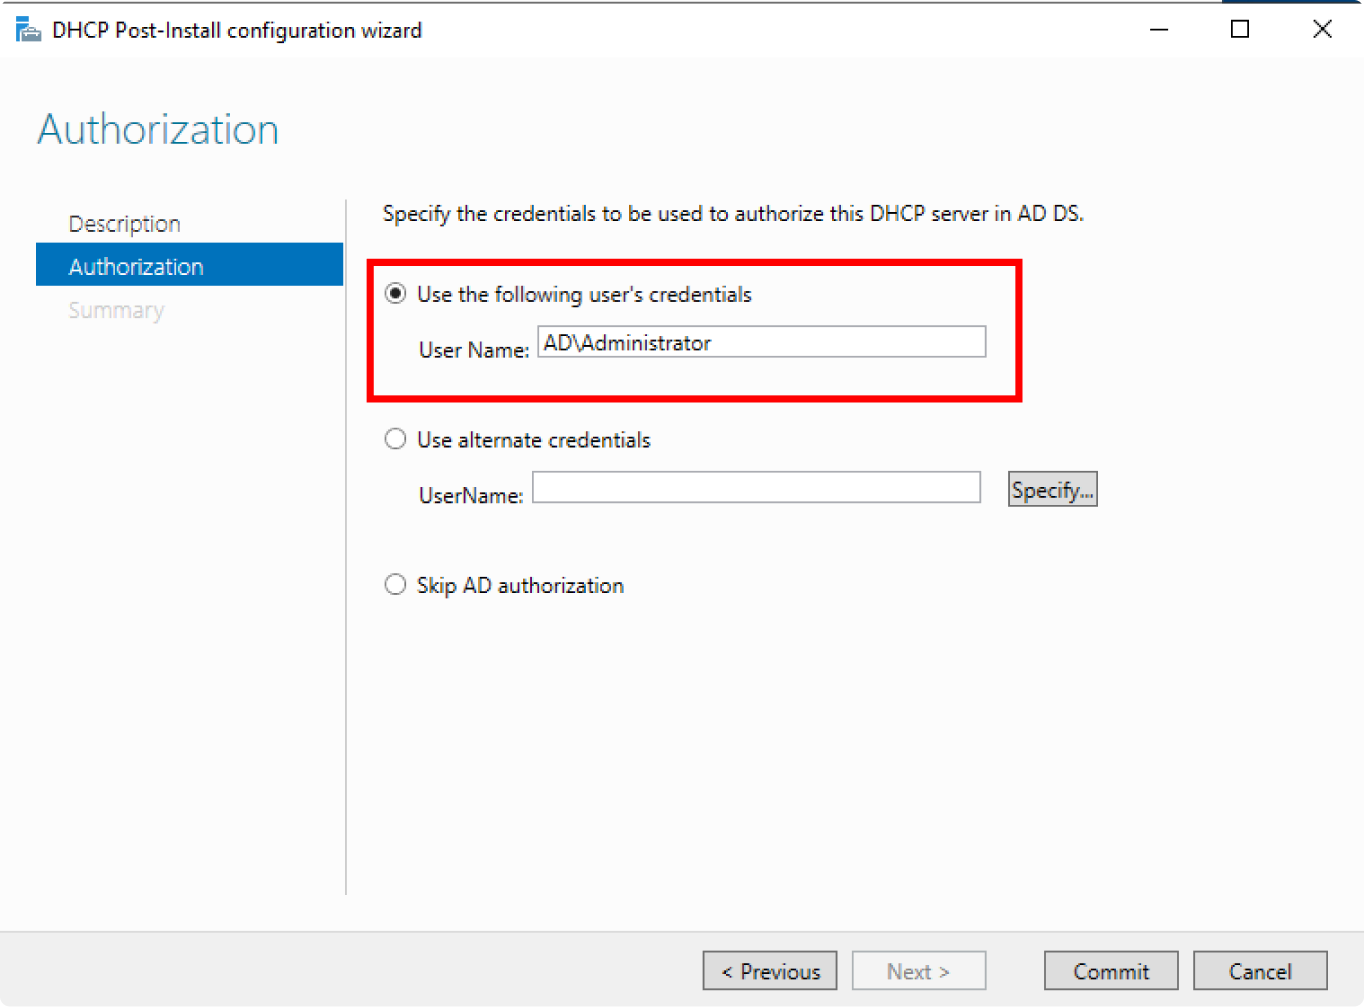 DHCP Post-Install configuration wizard
Authorization
Description
Authorization
Summary
Specify the credentials to be used to authorize this DHCP server in AD DS.
Use the following user's credentials
User Name: AD\Administrator
Use alternate credentials
UserName:
Specify...
Skip AD authorization
< Previous
Next >
Commit
Cancel